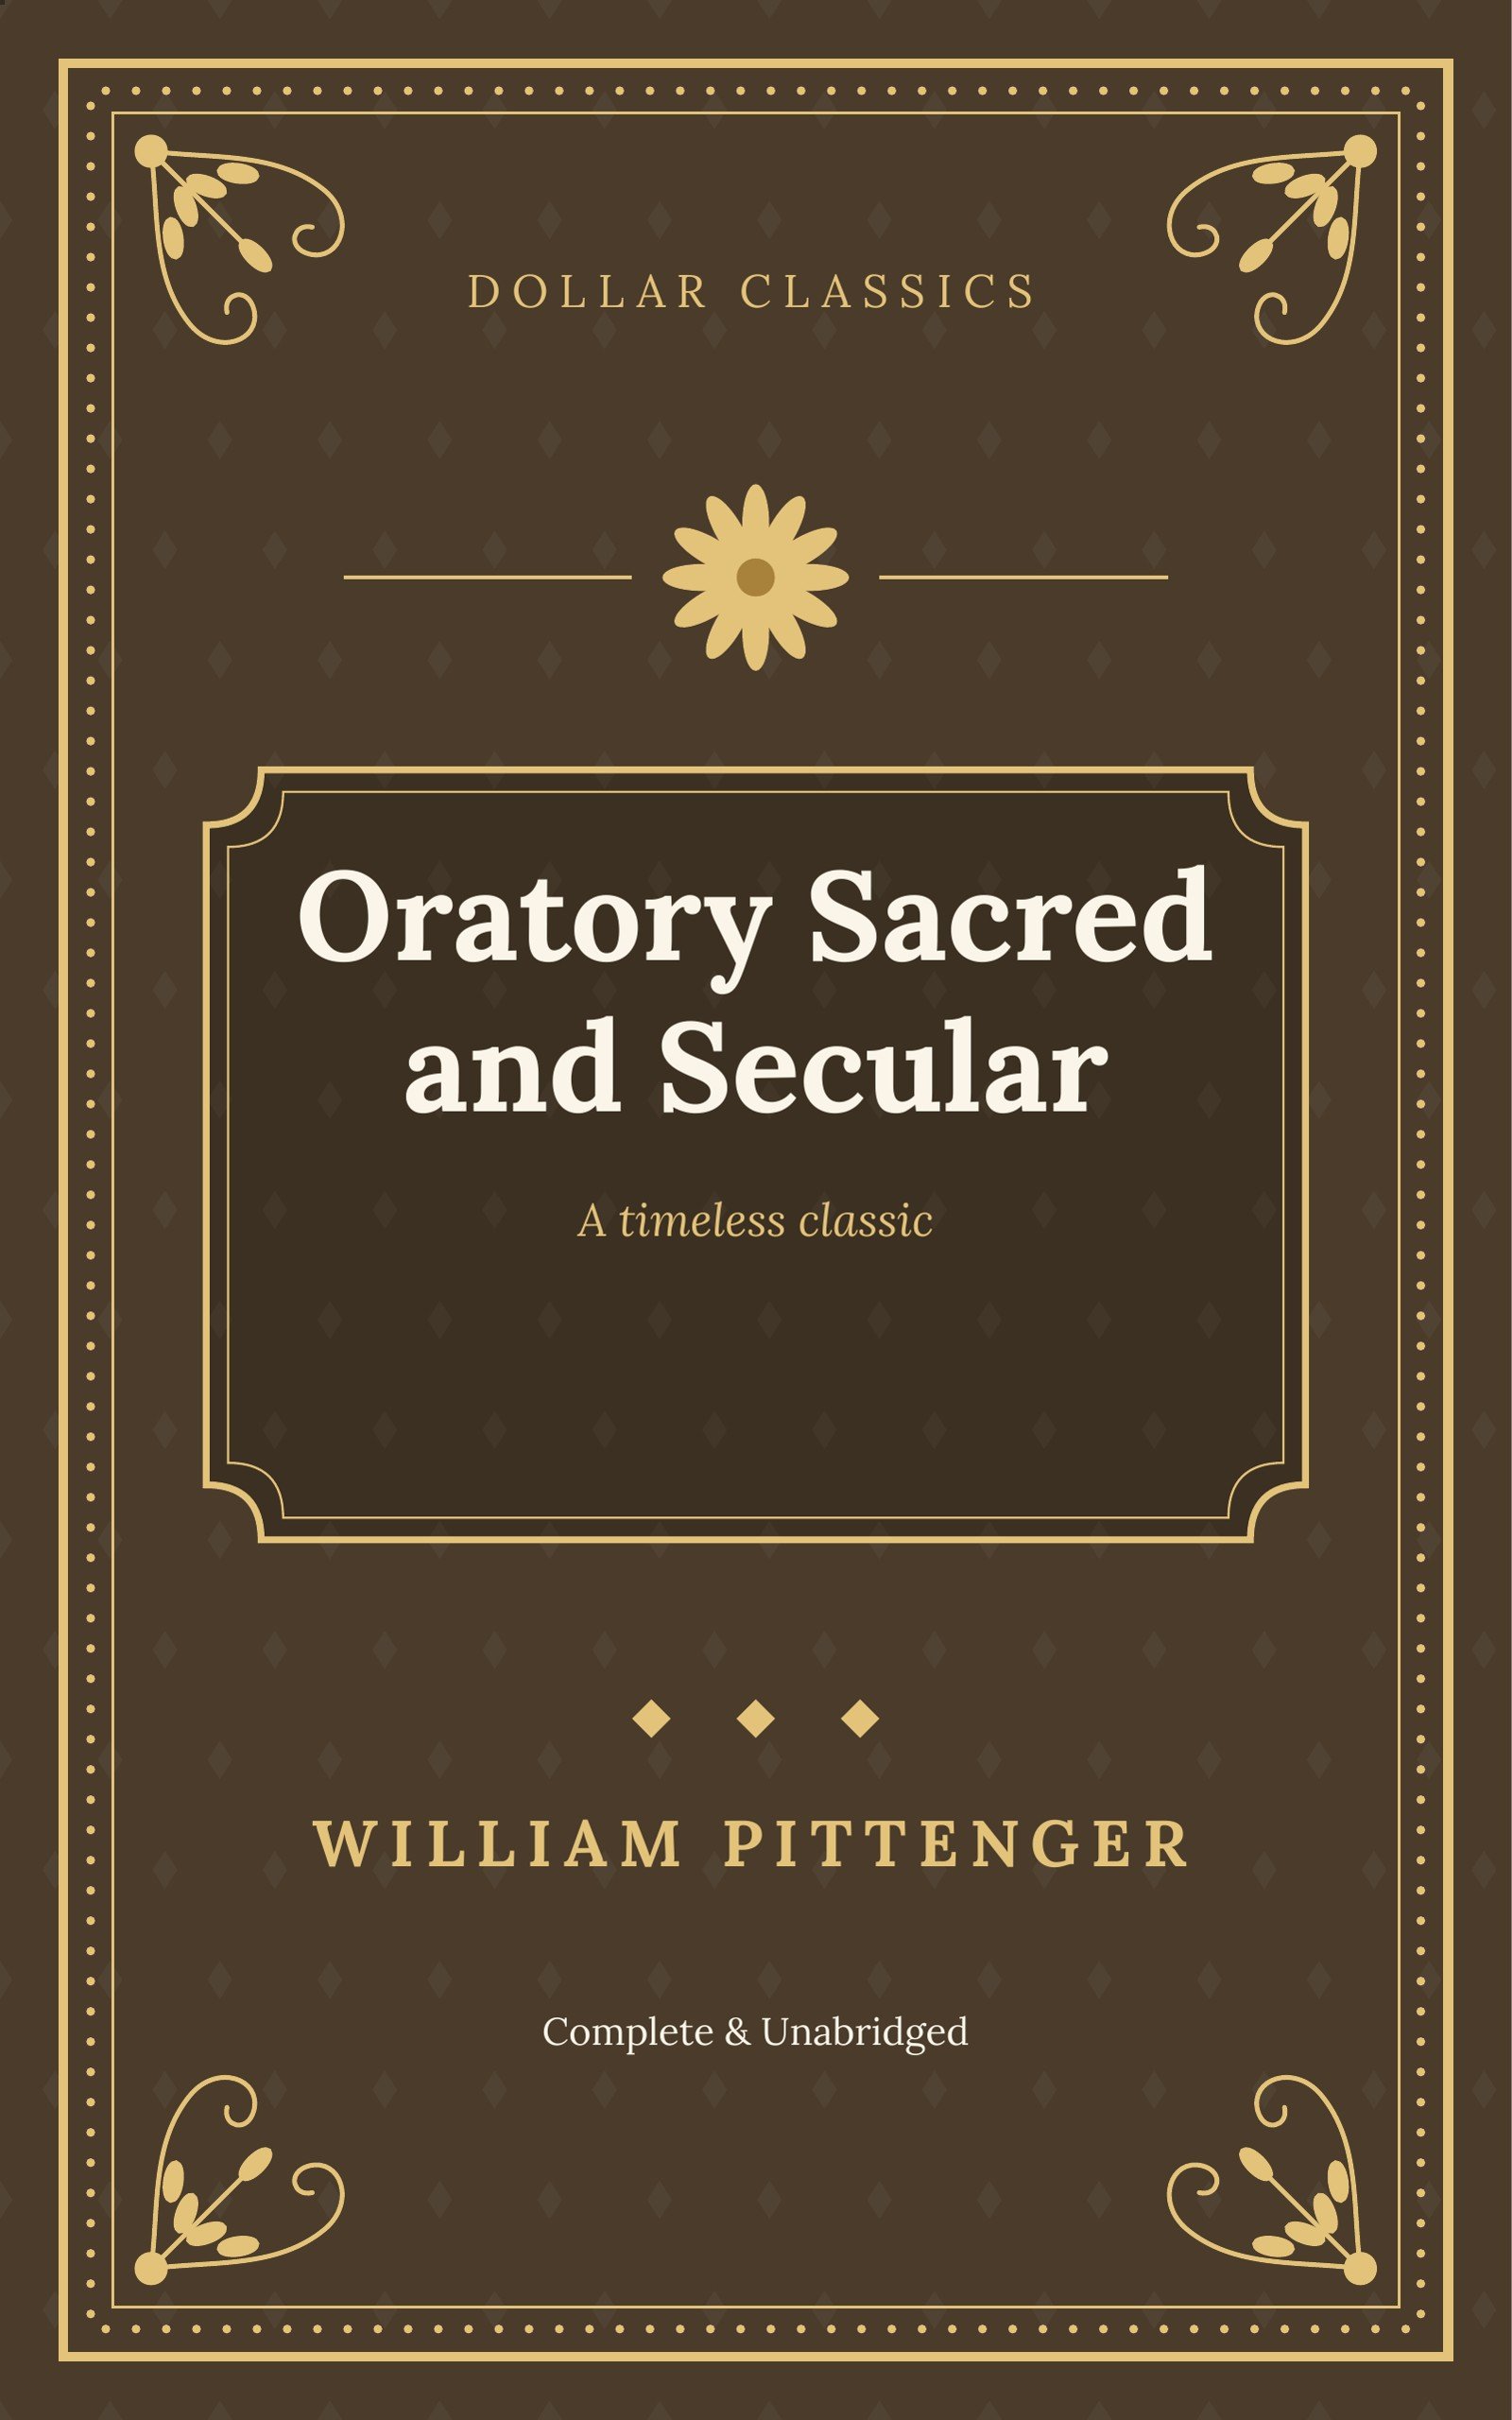 DOLLAR CLASSICS
Oratory Sacred
and Secular
A timeless classic
WILLIAM PITTENGER
Complete & Unabridged